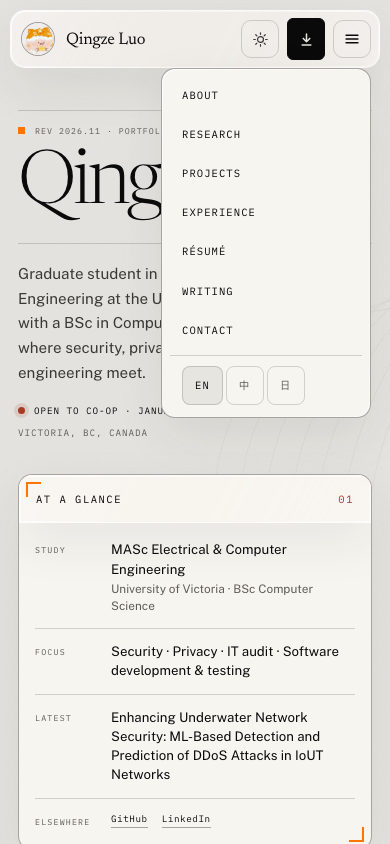 Qingze Luo
ABOUT
RESEARCH
PROJECTS
EXPERIENCE
RÉSUMÉ
WRITING
CONTACT
EN 中 日
REV 2026.11 · PORTFOL
Qing
Graduate student in
Engineering at the U
with a BSc in Compu
where security, priva
engineering meet.
OPEN TO CO-OP · JANU
VICTORIA, BC, CANADA
AT A GLANCE 01
STUDY MASc Electrical & Computer
Engineering
University of Victoria · BSc Computer
Science
FOCUS Security · Privacy · IT audit · Software
development & testing
LATEST Enhancing Underwater Network
Security: ML-Based Detection and
Prediction of DDoS Attacks in IoUT
Networks
ELSEWHERE GitHub LinkedIn